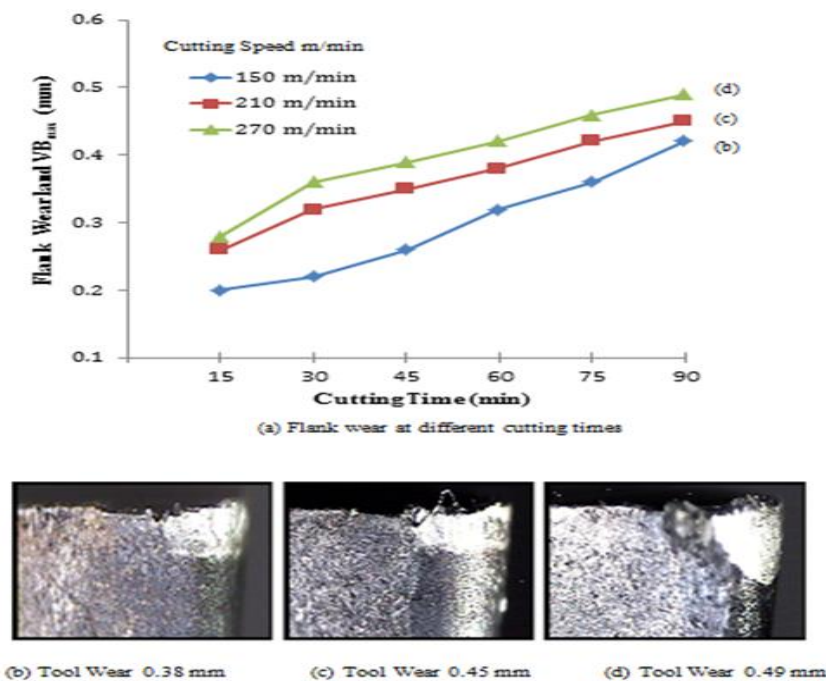 0.6
Cutting Speed m/min
150 m/min
210 m/min
270 m/min
0.5
0.4
0.3
0.2
0.1
Flank Wear land VBmax (mm)
(d)
(c)
(b)
15 30 45 60 75 90
Cutting Time (min)
(a) Flank wear at different cutting times
(b) Tool Wear 0.38 mm (c) Tool Wear 0.45 mm (d) Tool Wear 0.49 mm